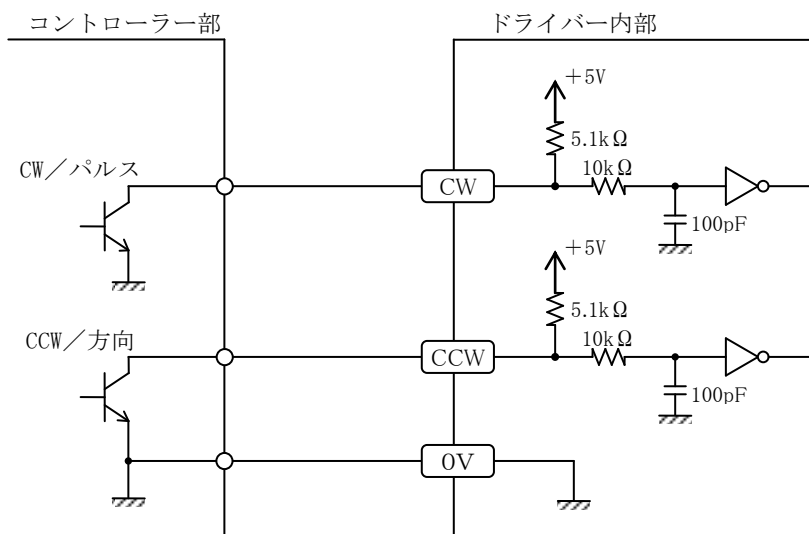 コントローラー部
ドライバー内部
+5V
5.1kΩ
CW/パルス
10kΩ
CW
100pF
+5V
5.1kΩ
CCW/方向
10kΩ
CCW
100pF
0V